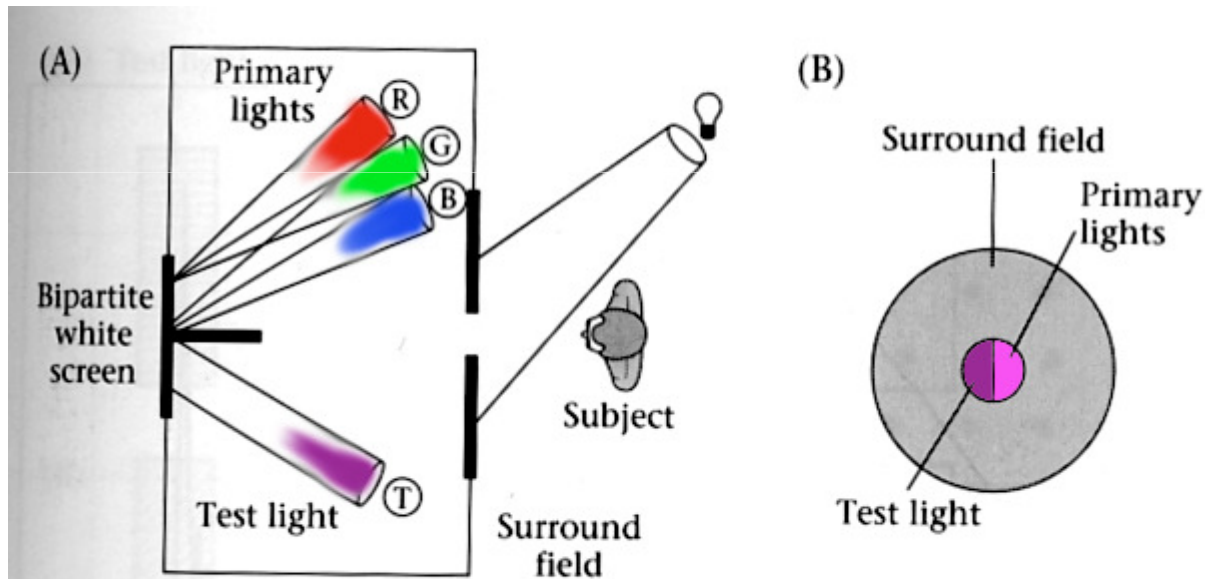 (A)
Primary
lights
R
G
B
Bipartite
white
screen
Subject
Test light
T
Surround
field
(B)
Surround field
Primary
lights
Test light